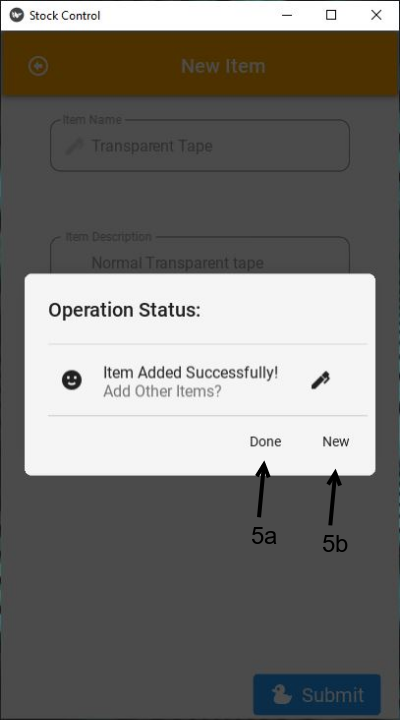 Stock Control
New Item
Item Name
Transparent Tape
Item Description
Normal Transparent tape
Operation Status:
Item Added Successfully!
Add Other Items?
Done
New
5a
5b
Submit